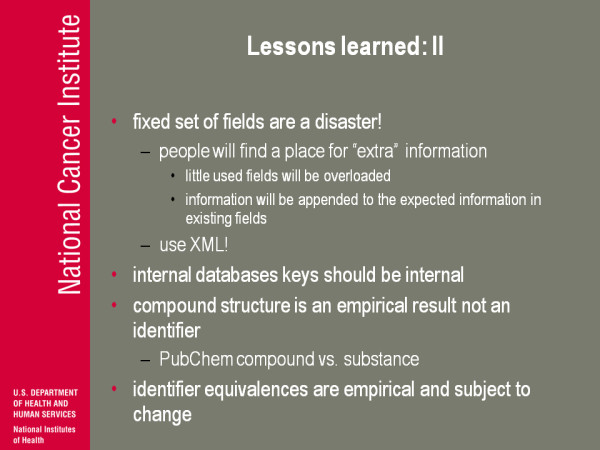 National Cancer Institute
Lessons learned: II
• fixed set of fields are a disaster!
– people will find a place for “extra” information
• little used fields will be overloaded
• information will be appended to the expected information in
existing fields
– use XML!
• internal databases keys should be internal
• compound structure is an empirical result not an
identifier
– PubChem compound vs. substance
• identifier equivalences are empirical and subject to
change
U.S. DEPARTMENT
OF HEALTH AND
HUMAN SERVICES
National Institutes
of Health